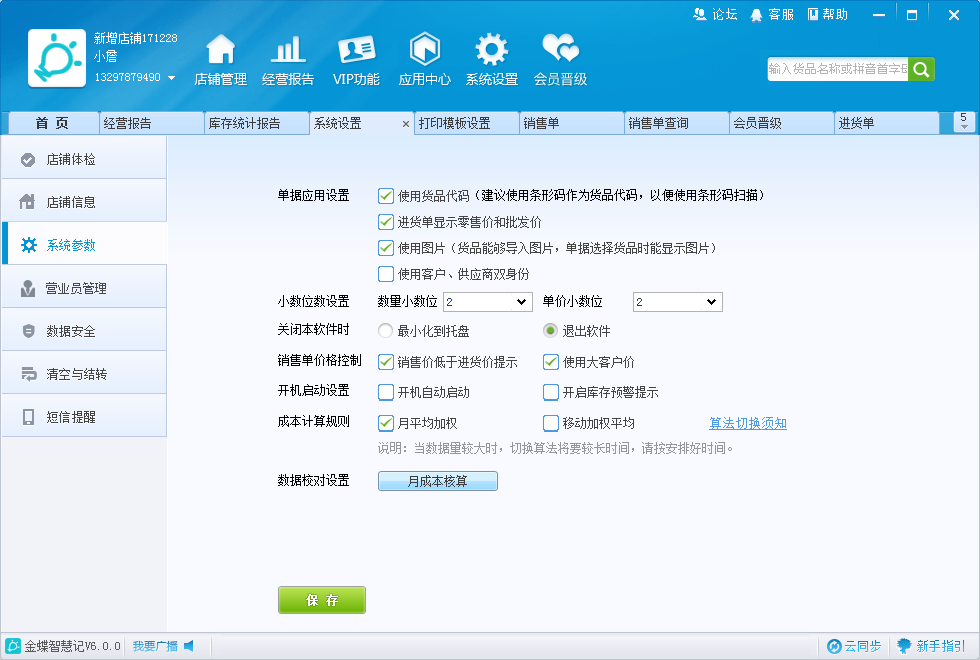 论坛 客服 帮助
新增店铺171228
小詹
13297879490
店铺管理 经营报告 VIP功能 应用中心 系统设置 会员晋级
输入货品名称或拼音首字母
首 页 经营报告 库存统计报告 系统设置 × 打印模板设置 销售单 销售单查询 会员晋级 进货单 5
店铺体检
店铺信息
系统参数
营业员管理
数据安全
清空与结转
短信提醒
单据应用设置 使用货品代码（建议使用条形码作为货品代码，以便使用条形码扫描）
进货单显示零售价和批发价
使用图片（货品能够导入图片，单据选择货品时能显示图片）
使用客户、供应商双身份
小数位数设置 数量小数位 2 单价小数位 2
关闭本软件时 最小化到托盘 退出软件
销售单价格控制 销售价低于进货价提示 使用大客户价
开机启动设置 开机自动启动 开启库存预警提示
成本计算规则 月平均加权 移动加权平均 算法切换须知
说明：当数据量较大时，切换算法将要较长时间，请按安排好时间。
数据校对设置 月成本核算
保 存
金蝶智慧记V6.0.0 我要广播 云同步 新手指引